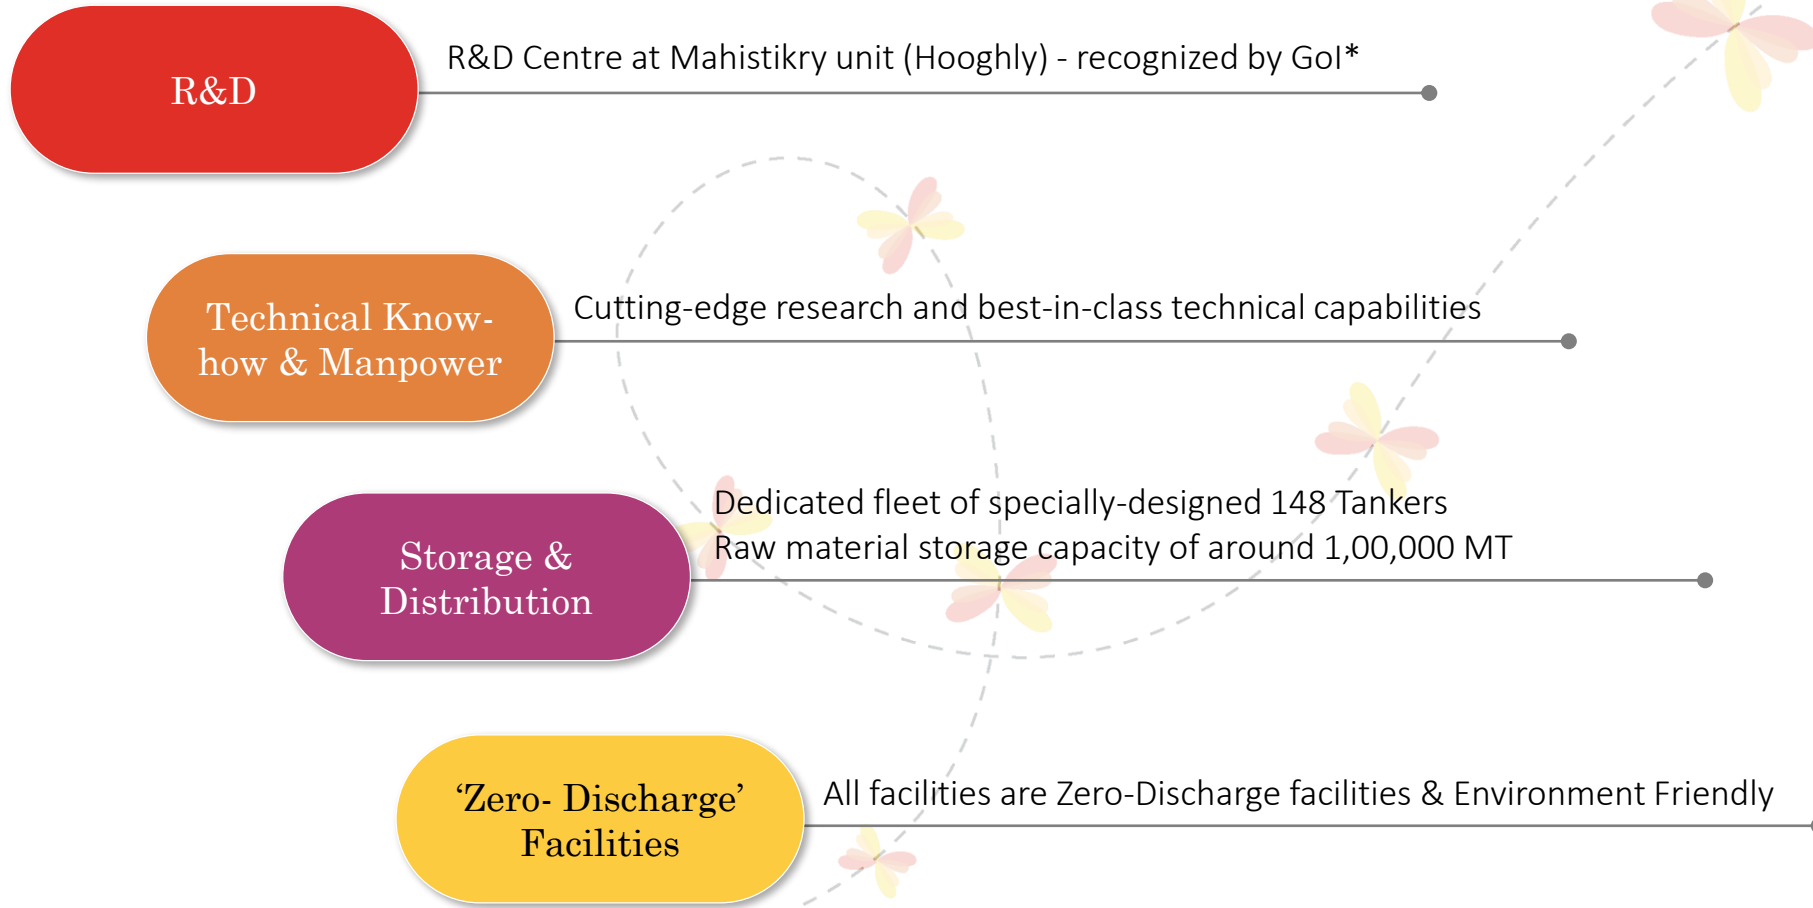 R&D
R&D Centre at Mahistikry unit (Hooghly) - recognized by GoI*
Technical Know-
how & Manpower
Cutting-edge research and best-in-class technical capabilities
Storage &
Distribution
Dedicated fleet of specially-designed 148 Tankers
Raw material storage capacity of around 1,00,000 MT
‘Zero- Discharge’
Facilities
All facilities are Zero-Discharge facilities & Environment Friendly